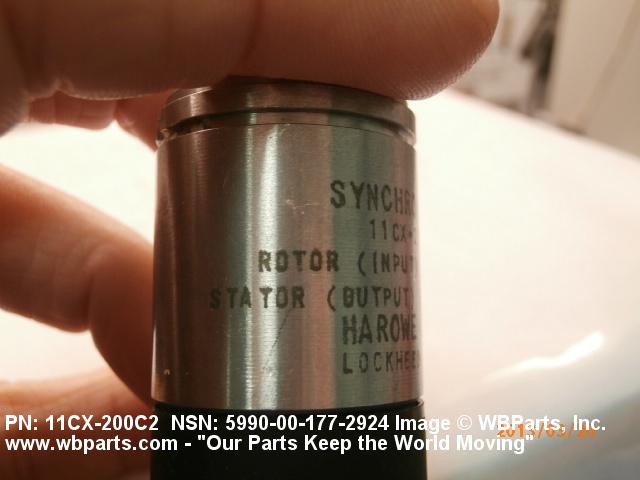 SYNCHRO
11CX-
ROTOR (INPUT
STATOR (OUTPUT)
HAROWE
LOCKHEE
PN: 11CX-200C2 NSN: 5990-00-177-2924 Image © WBParts, Inc.
www.wbparts.com - "Our Parts Keep the World Moving"